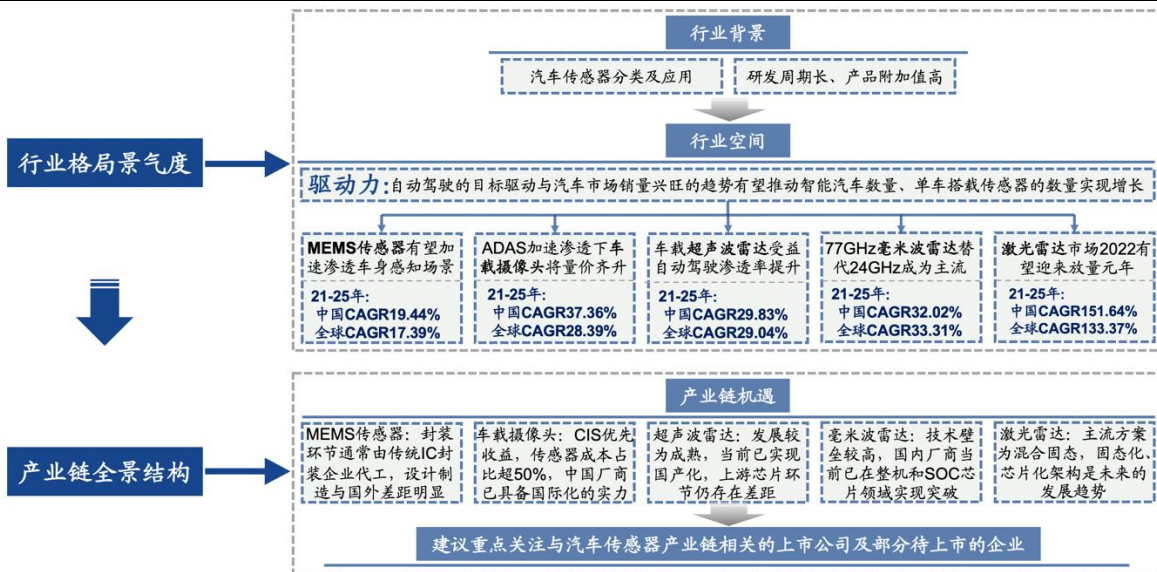 行业背景
汽车传感器分类及应用
研发周期长、产品附加值高
行业空间
行业格局景气度
驱动力:自动驾驶的目标驱动与汽车市场销量兴旺的趋势有望推动智能汽车数量、单车搭载传感器的数量实现增长
MEMS传感器有望加
速渗透车身感知场景
21-25年:
中国CAGR19.44%
全球CAGR17.39%
ADAS加速渗透下车
载摄像头将量价齐升
21-25年:
中国CAGR37.36%
全球CAGR28.39%
车载超声波雷达受益
自动驾驶渗透率提升
21-25年:
中国CAGR29.83%
全球CAGR29.04%
77GHz毫米波雷达替
代24GHz成为主流
21-25年:
中国CAGR32.02%
全球CAGR33.31%
激光雷达市场2022有
望迎来放量元年
21-25年:
中国CAGR151.64%
全球CAGR133.37%
产业链机遇
产业链全景结构
MEMS传感器：封装
环节通常由传统IC封
装企业代工，设计制
造与国外差距明显
车载摄像头：CIS优先
收益，传感器成本占
比超50%，中国厂商
已具备国际化的实力
超声波雷达：发展较
为成熟，当前已实现
国产化，上游芯片环
节仍存在差距
毫米波雷达：技术壁
垒较高，国内厂商当
前已在整机和SOC芯
片领域实现突破
激光雷达：主流方案
为混合固态，固态化、
芯片化架构是未来的
发展趋势
建议重点关注与汽车传感器产业链相关的上市公司及部分待上市的企业